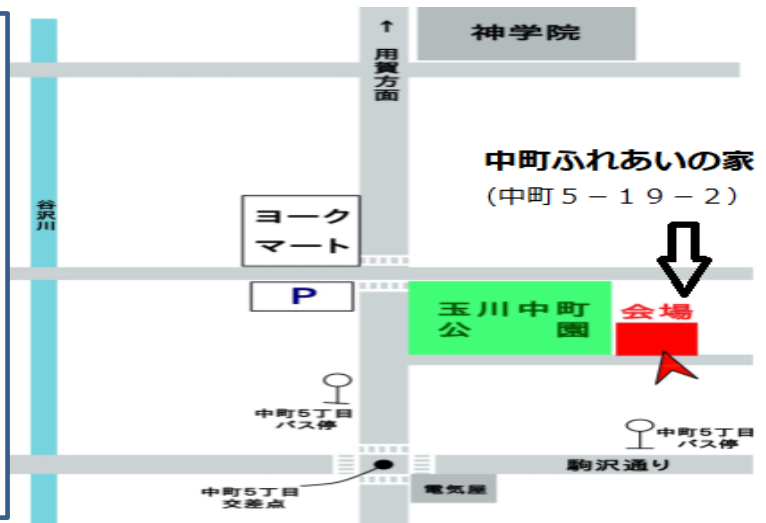 神学院
↑
用
賀
方
面
中町ふれあいの家
(中町５－１９－２)
谷
沢
川
ヨーク
マート
P
玉川中町
公園
会場
中町5丁目
バス停
中町5丁目
バス停
駒沢通り
中町5丁目
交差点
電気屋